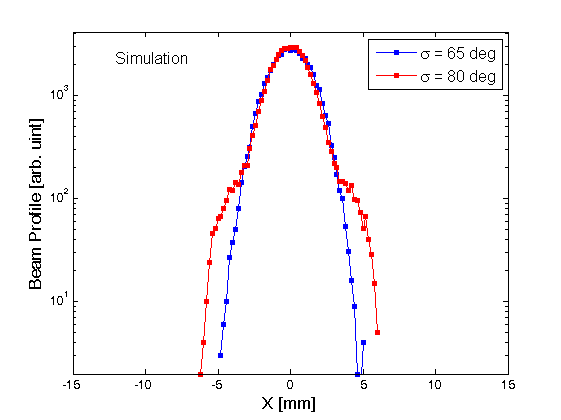 Simulation
σ = 65 deg
σ = 80 deg
Beam Profile [arb. uint]
10³
10²
10¹
-15 -10 -5 0 5 10 15
X [mm]